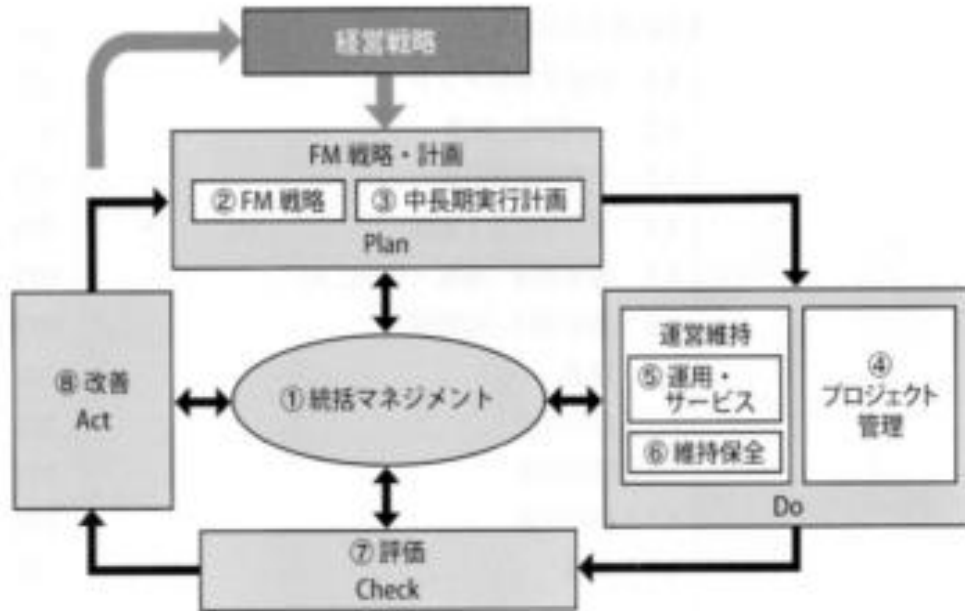 経営戦略
FM 戦略・計画
② FM 戦略
③ 中長期実行計画
Plan
運営維持
⑤ 運用・
サービス
⑥ 維持保全
④
プロジェクト
管理
Do
① 統括マネジメント
⑧ 改善
Act
⑦ 評価
Check